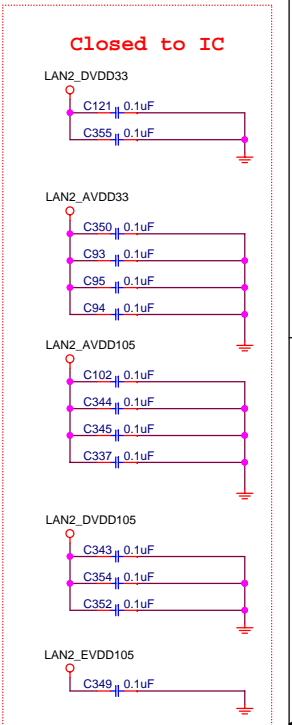 Closed to IC
LAN2_DVDD33
C121 0.1uF
C355 0.1uF
LAN2_AVDD33
C350 0.1uF
C93 0.1uF
C95 0.1uF
C94 0.1uF
LAN2_AVDD105
C102 0.1uF
C344 0.1uF
C345 0.1uF
C337 0.1uF
LAN2_DVDD105
C343 0.1uF
C354 0.1uF
C352 0.1uF
LAN2_EVDD105
C349 0.1uF